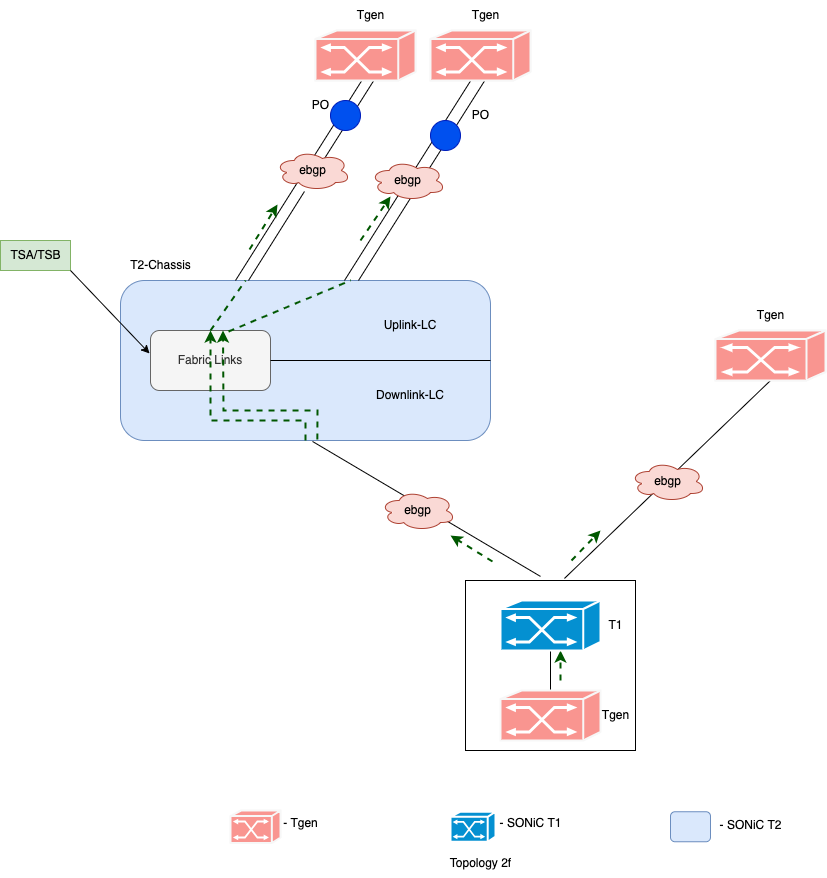 Tgen
Tgen
PO
PO
ebgp
ebgp
TSA/TSB
T2-Chassis
Uplink-LC
Fabric Links
Downlink-LC
Tgen
ebgp
ebgp
T1
Tgen
- Tgen
- SONiC T1
- SONiC T2
Topology 2f